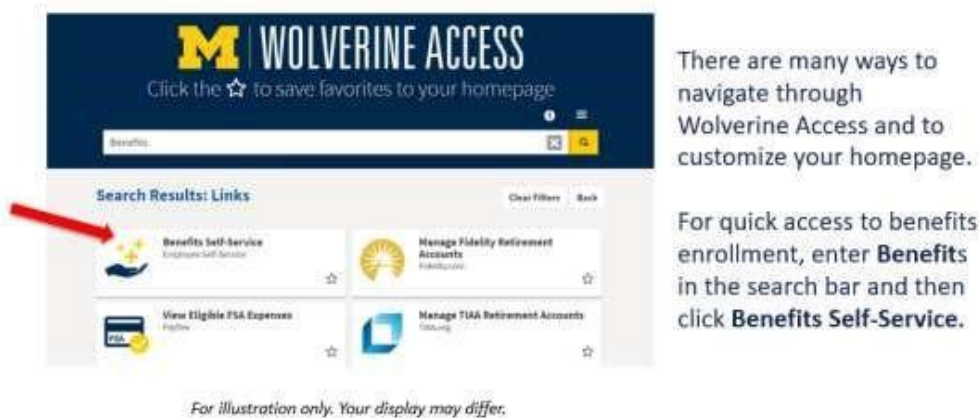 M | WOLVERINE ACCESS
Click the ☆ to save favorites to your homepage
Benefits
Search Results: Links
Clear Filters
Back
Benefits Self-Service
Employee Self-Service
Manage Fidelity Retirement
Accounts
Fidelity.com
View Eligible FSA Expenses
PayFlex
FSA
Manage TIAA Retirement Accounts
TIAA.org
There are many ways to
navigate through
Wolverine Access and to
customize your homepage.
For quick access to benefits
enrollment, enter Benefits
in the search bar and then
click Benefits Self-Service.
For illustration only. Your display may differ.